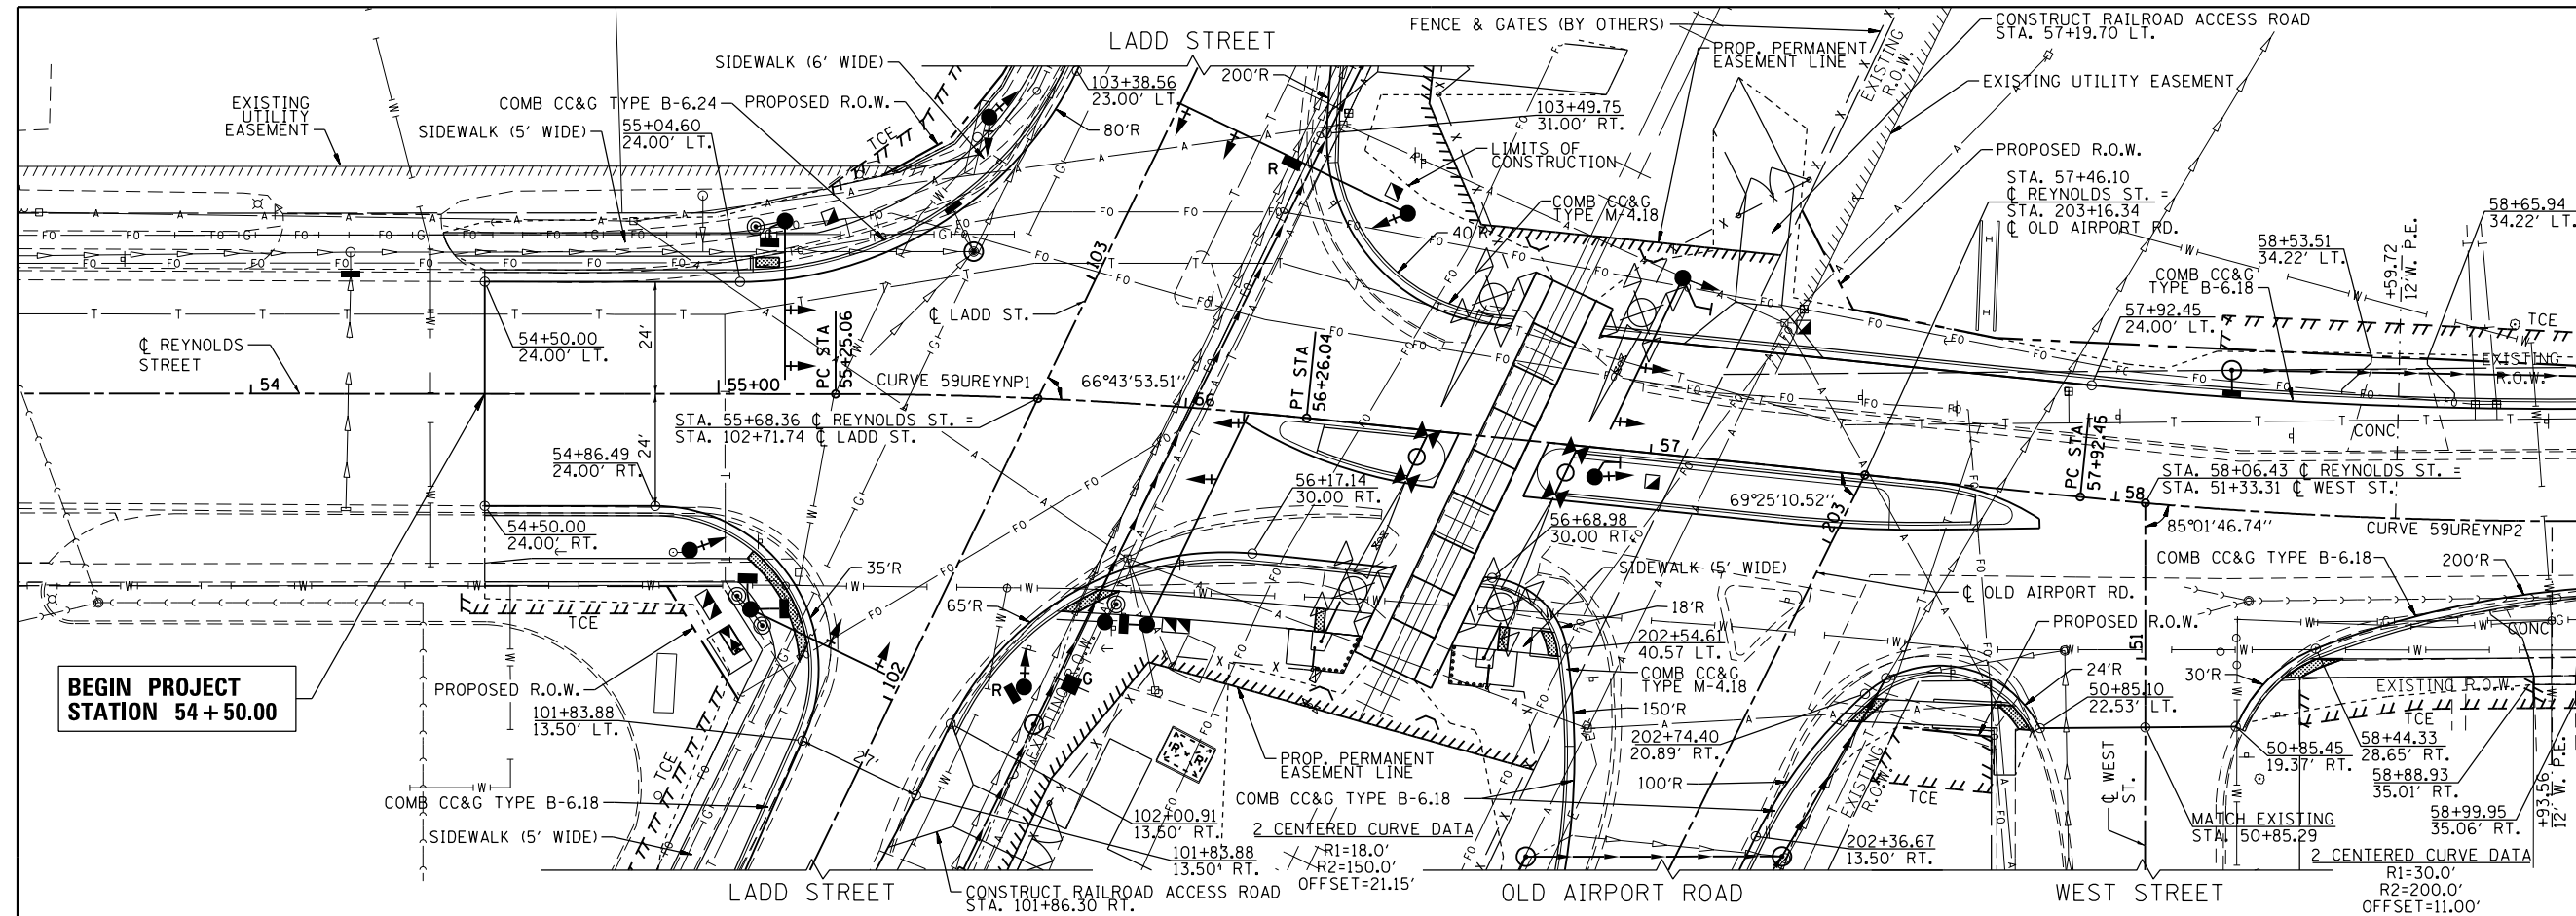 LADD STREET
FENCE & GATES (BY OTHERS)
CONSTRUCT RAILROAD ACCESS ROAD
STA. 57+19.70 LT.
PROP. PERMANENT
EASEMENT LINE
EXISTING
R.O.W.
EXISTING UTILITY EASEMENT
SIDEWALK (6' WIDE)
200'R
103+38.56
23.00' LT.
103+49.75
31.00' RT.
EXISTING
UTILITY
EASEMENT
COMB CC&G TYPE B-6.24
PROPOSED R.O.W.
SIDEWALK (5' WIDE)
55+04.60
24.00' LT.
TCE
80'R
LIMITS OF
CONSTRUCTION
PROPOSED R.O.W.
STA. 57+46.10
℄ REYNOLDS ST. =
STA. 203+16.34
℄ OLD AIRPORT RD.
58+65.94
34.22' LT.
R
COMB CC&G
TYPE M-4.18
40'R
58+53.51
34.22' LT.
+59.72
12'W. P.E.
COMB CC&G
TYPE B-6.18
57+92.45
24.00' LT.
TCE
103
℄ LADD ST.
54+50.00
24.00' LT.
24'
℄ REYNOLDS
STREET
PC STA
55+25.06
PT STA
56+26.04
EXISTING
R.O.W.
54
55+00
CURVE 59UREYNP1
66°43'53.51''
56
STA. 55+68.36 ℄ REYNOLDS ST. =
STA. 102+71.74 ℄ LADD ST.
57
PC STA
57+92.45
CONC
54+86.49
24.00' RT.
24'
STA. 58+06.43 ℄ REYNOLDS ST. =
STA. 51+33.31 ℄ WEST ST.
56+17.14
30.00 RT.
69°25'10.52''
58
54+50.00
24.00' RT.
56+68.98
30.00 RT.
203
85°01'46.74''
CURVE 59UREYNP2
35'R
SIDEWALK (5' WIDE)
COMB CC&G TYPE B-6.18
200'R
65'R
18'R
℄ OLD AIRPORT RD.
TCE
PROPOSED R.O.W.
CONC
202+54.61
40.57' LT.
51
24'R
30'R
BEGIN PROJECT
STATION 54+50.00
PROPOSED R.O.W.
102
R
G
EXISTING R.O.W.
COMB CC&G
TYPE M-4.18
50+85.10
22.53' LT.
EXISTING R.O.W.
TCE
101+83.88
13.50' LT.
150'R
202+74.40
20.89' RT.
50+85.45
19.37' RT.
58+44.33
28.65' RT.
27'
TCE
R
R
PROP. PERMANENT
EASEMENT LINE
100'R
EXISTING
R.O.W.
TCE
℄ WEST
ST.
58+88.93
35.01' RT.
+93.56
12' W. P.E.
COMB CC&G TYPE B-6.18
COMB CC&G TYPE B-6.18
102+00.91
13.50' RT.
MATCH EXISTING
STA. 50+85.29
58+99.95
35.06' RT.
SIDEWALK (5' WIDE)
101+83.88
13.50' RT.
2 CENTERED CURVE DATA
R1=18.0'
R2=150.0'
OFFSET=21.15'
202+36.67
13.50' RT.
2 CENTERED CURVE DATA
R1=30.0'
R2=200.0'
OFFSET=11.00'
LADD STREET
CONSTRUCT RAILROAD ACCESS ROAD
STA. 101+86.30 RT.
OLD AIRPORT ROAD
WEST STREET